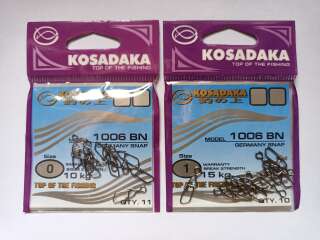 KOSADAKA
TOP OF THE FISHING
KOSADAKA
1006 BN
GERMANY SNAP
Size
0
10 kg
TOP OF THE FISHING
QTY. 11
KOSADAKA
TOP OF THE FISHING
KOSADAKA
MODEL 1006 BN
GERMANY SNAP
Size
1
WARRANTY
BREAK STRENGTH
15 kg
TOP OF THE FISHING
QTY. 10